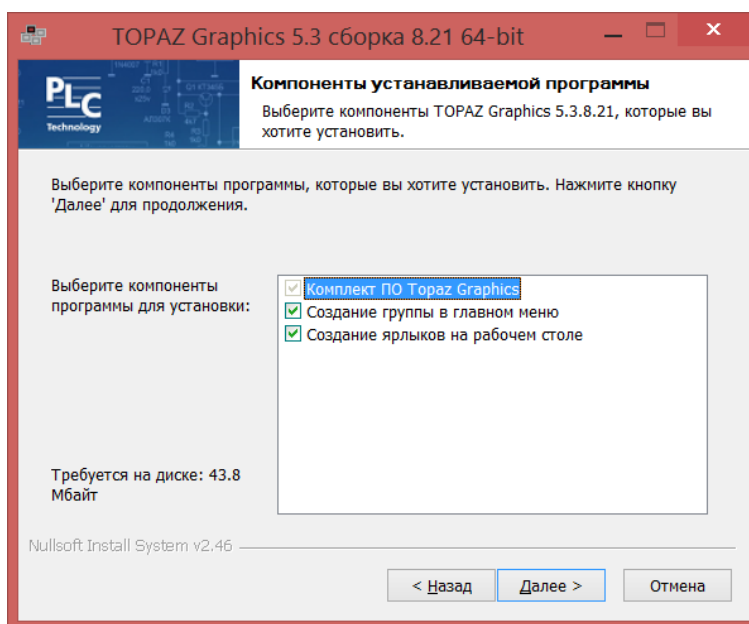 TOPAZ Graphics 5.3 сборка 8.21 64-bit
PLC
Technology
Компоненты устанавливаемой программы
Выберите компоненты TOPAZ Graphics 5.3.8.21, которые вы
хотите установить.
Выберите компоненты программы, которые вы хотите установить. Нажмите кнопку
'Далее' для продолжения.
Выберите компоненты
программы для установки:
Комплект ПО Topaz Graphics
Создание группы в главном меню
Создание ярлыков на рабочем столе
Требуется на диске: 43.8
Мбайт
Nullsoft Install System v2.46
< Назад
Далее >
Отмена